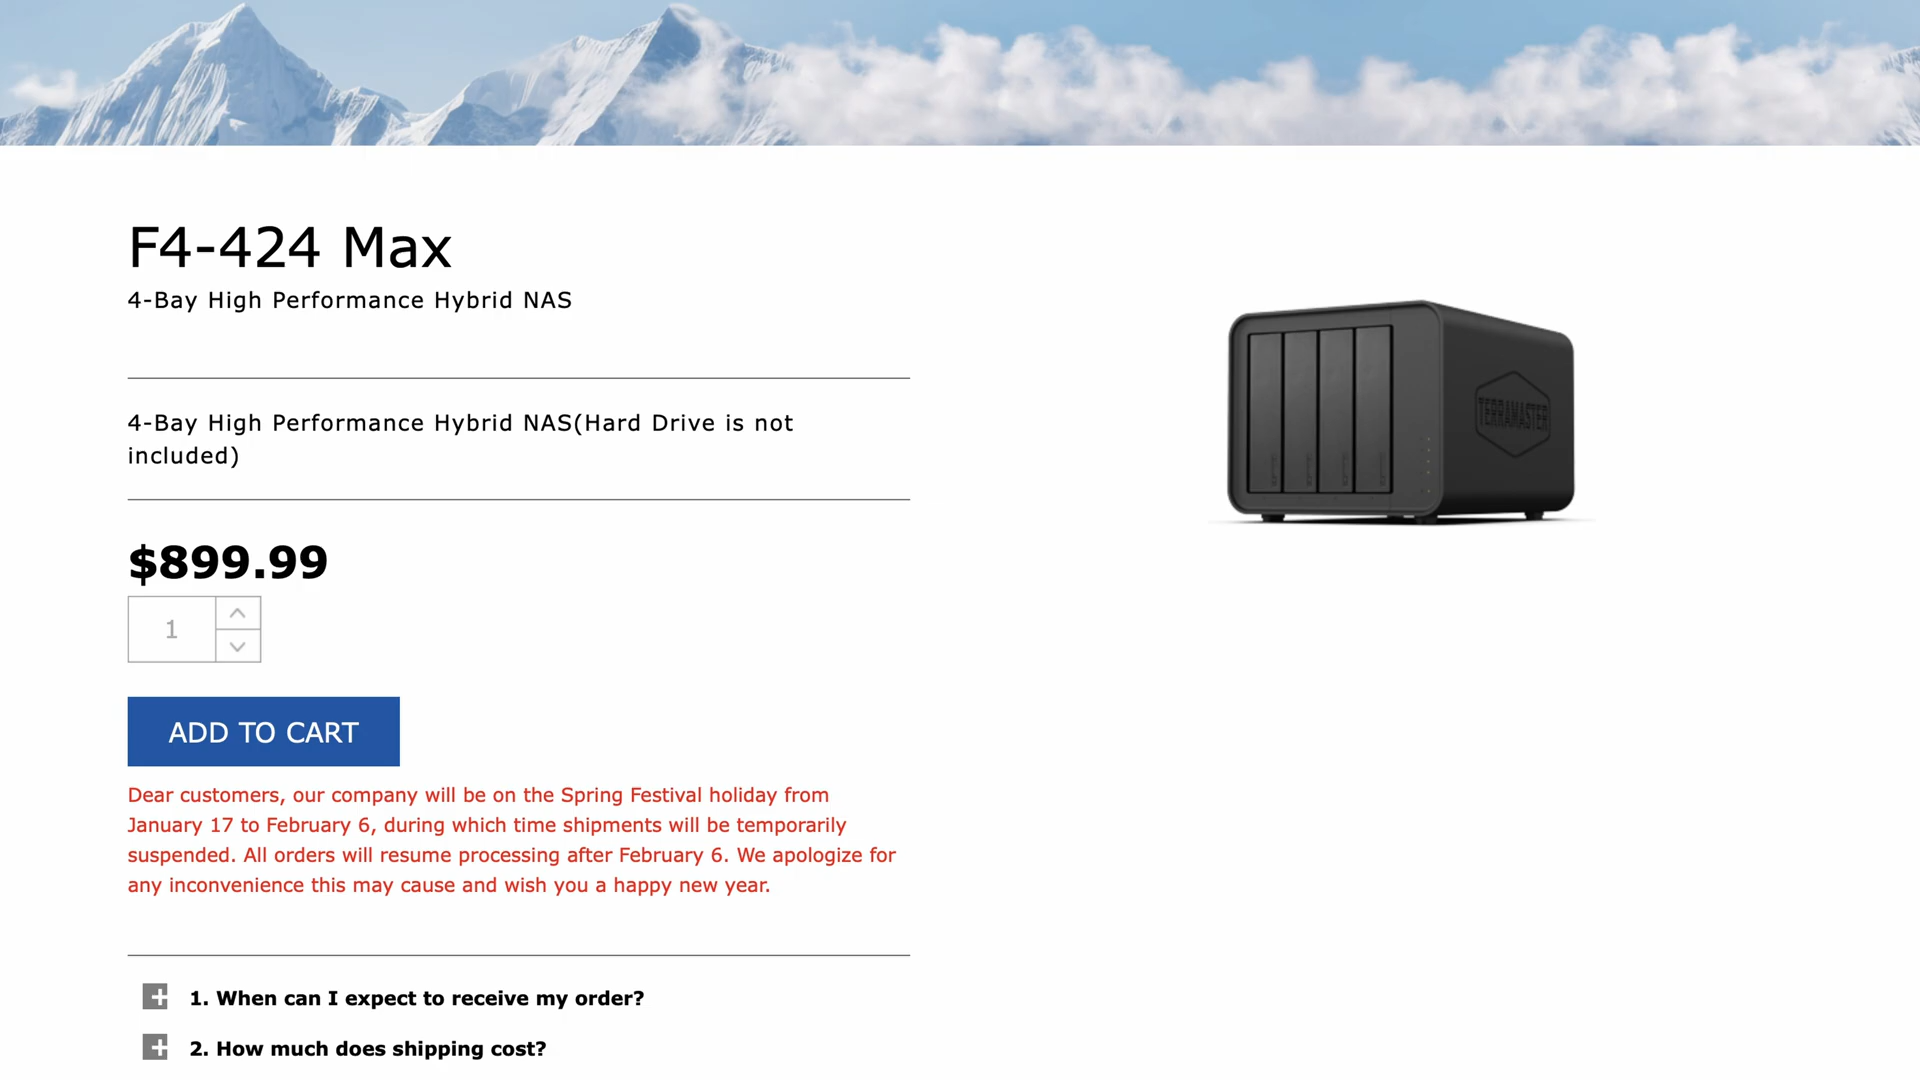 F4-424 Max
4-Bay High Performance Hybrid NAS
4-Bay High Performance Hybrid NAS(Hard Drive is not
included)
$899.99
1
ADD TO CART
Dear customers, our company will be on the Spring Festival holiday from
January 17 to February 6, during which time shipments will be temporarily
suspended. All orders will resume processing after February 6. We apologize for
any inconvenience this may cause and wish you a happy new year.
1. When can I expect to receive my order?
2. How much does shipping cost?
TERRAMASTER